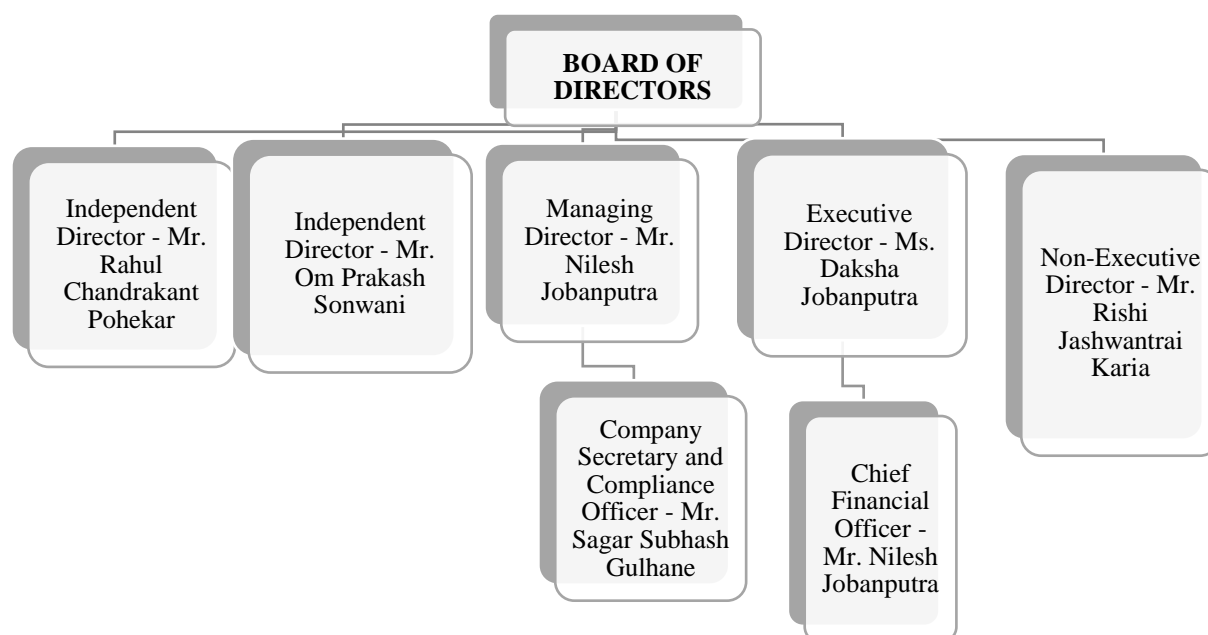 BOARD OF
DIRECTORS
Independent
Director - Mr.
Rahul
Chandrakant
Pohekar
Independent
Director - Mr.
Om Prakash
Sonwani
Managing
Director - Mr.
Nilesh
Jobanputra
Executive
Director - Ms.
Daksha
Jobanputra
Non-Executive
Director - Mr.
Rishi
Jashwantrai
Karia
Company
Secretary and
Compliance
Officer - Mr.
Sagar Subhash
Gulhane
Chief
Financial
Officer -
Mr. Nilesh
Jobanputra